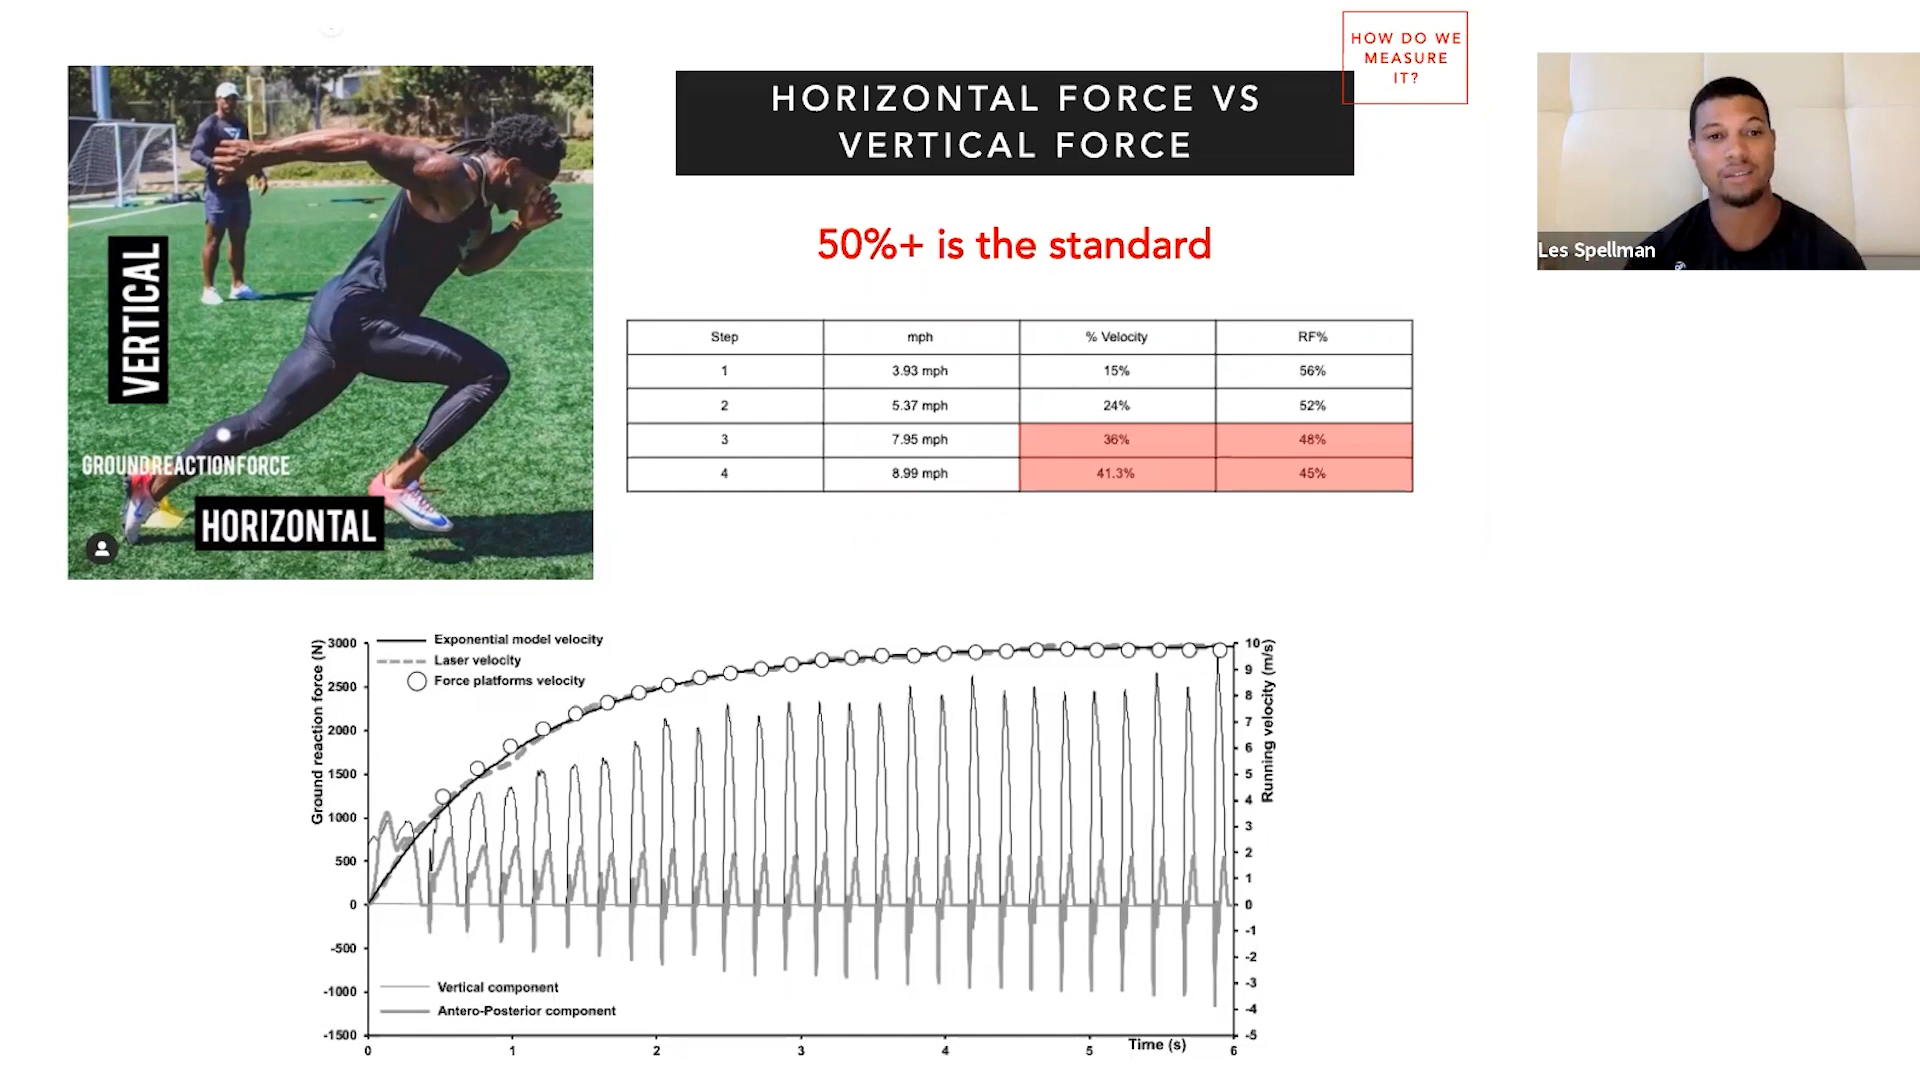 HOW DO WE
MEASURE
IT?
HORIZONTAL FORCE VS
VERTICAL FORCE
50%+ is the standard
Les Spellman
VERTICAL
GROUNDREACTIONFORCE
HORIZONTAL
Step mph % Velocity RF%
1 3.93 mph 15% 56%
2 5.37 mph 24% 52%
3 7.95 mph 36% 48%
4 8.99 mph 41.3% 45%
Exponential model velocity
Laser velocity
Force platforms velocity
Ground reaction force (N)
3000
2500
2000
1500
1000
500
0
-500
-1000
-1500
Running velocity (m/s)
10
9
8
7
6
5
4
3
2
1
0
-1
-2
-3
-4
-5
Vertical component
Antero-Posterior component
Time (s)
0 1 2 3 4 5 6